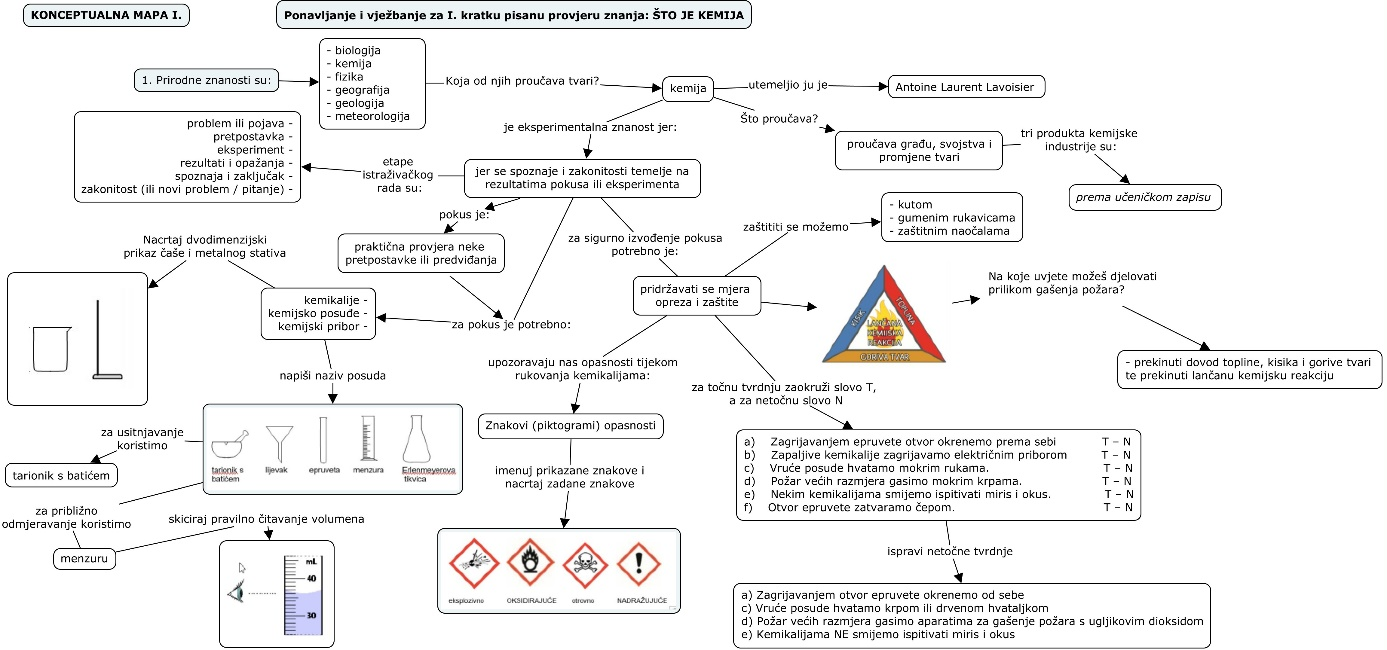 KONCEPTUALNA MAPA I.
Ponavljanje i vježbanje za I. kratku pisanu provjeru znanja: ŠTO JE KEMIJA
1. Prirodne znanosti su:
- biologija
- kemija
- fizika
- geografija
- geologija
- meteorologija
Koja od njih proučava tvari?
kemija
utemeljio ju je
Antoine Laurent Lavoisier
Što proučava?
proučava građu, svojstva i
promjene tvari
tri produkta kemijske
industrije su:
prema učeničkom zapisu
je eksperimentalna znanost jer:
jer se spoznaje i zakonitosti temelje na
rezultatima pokusa ili eksperimenta
etape
istraživačkog
rada su:
problem ili pojava -
pretpostavka -
eksperiment -
rezultati i opažanja -
spoznaja i zaključak -
zakonitost (ili novi problem / pitanje) -
pokus je:
praktična provjera neke
pretpostavke ili predviđanja
za sigurno izvođenje pokusa
potrebno je:
pridržavati se mjera
opreza i zaštite
zaštititi se možemo
- kutom
- gumenim rukavicama
- zaštitnim naočalama
KISIK
TOPLINA
LANČANA
KEMIJSKA
REAKCIJA
GORIVA TVAR
Na koje uvjete možeš djelovati
prilikom gašenja požara?
- prekinuti dovod topline, kisika i gorive tvari
te prekinuti lančanu kemijsku reakciju
za pokus je potrebno:
kemikalije -
kemijsko posuđe -
kemijski pribor -
Nacrtaj dvodimenzijski
prikaz čaše i metalnog stativa
napiši naziv posuđa
tarionik s
batićem
lijevak
epruveta
menzura
Erlenmeyerova
tikvica
za usitnjavanje
koristimo
tarionik s batićem
za približno
odmjeravanje koristimo
menzuru
skiciraj pravilno čitavanje volumena
mL
40
30
upozoravaju nas opasnosti tijekom
rukovanja kemikalijama:
Znakovi (piktogrami) opasnosti
imenuj prikazane znakove i
nacrtaj zadane znakove
eksplozivno
OKSIDIRAJUĆE
otrovno
NADRAŽUJUĆE
za točnu tvrdnju zaokruži slovo T,
a za netočnu slovo N
a) Zagrijavanjem epruvete otvor okrenemo prema sebi T – N
b) Zapaljive kemikalije zagrijavamo električnim priborom T – N
c) Vruće posuđe hvatamo mokrim rukama. T – N
d) Požar većih razmjera gasimo mokrim krpama. T – N
e) Nekim kemikalijama smijemo ispitivati miris i okus. T – N
f) Otvor epruvete zatvaramo čepom. T – N
ispravi netočne tvrdnje
a) Zagrijavanjem otvor epruvete okrenemo od sebe
c) Vruće posuđe hvatamo krpom ili drvenom hvataljkom
d) Požar većih razmjera gasimo aparatima za gašenje požara s ugljikovim dioksidom
e) Kemikalijama NE smijemo ispitivati miris i okus